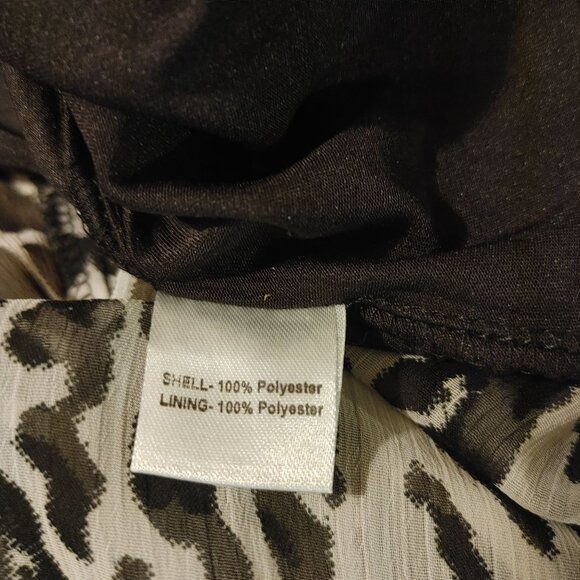 SHELL- 100% Polyester
LINING- 100% Polyester